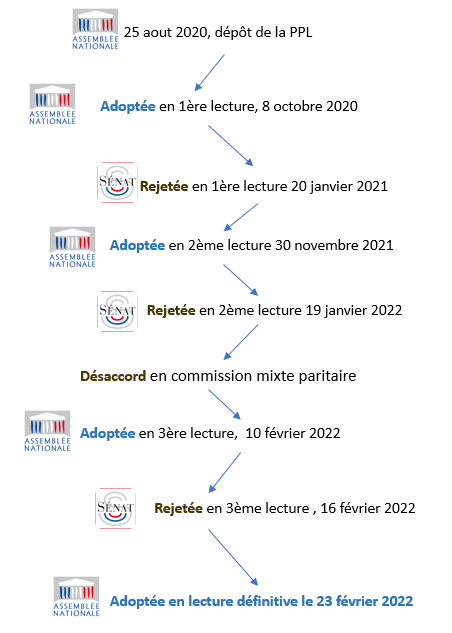 ASSEMBLÉE
NATIONALE
25 aout 2020, dépôt de la PPL
ASSEMBLÉE
NATIONALE
Adoptée en 1ère lecture, 8 octobre 2020
SÉNAT
Rejetée en 1ère lecture 20 janvier 2021
ASSEMBLÉE
NATIONALE
Adoptée en 2ème lecture 30 novembre 2021
SÉNAT
Rejetée en 2ème lecture 19 janvier 2022
Désaccord en commission mixte paritaire
ASSEMBLÉE
NATIONALE
Adoptée en 3ère lecture, 10 février 2022
SÉNAT
Rejetée en 3ème lecture , 16 février 2022
ASSEMBLÉE
NATIONALE
Adoptée en lecture définitive le 23 février 2022